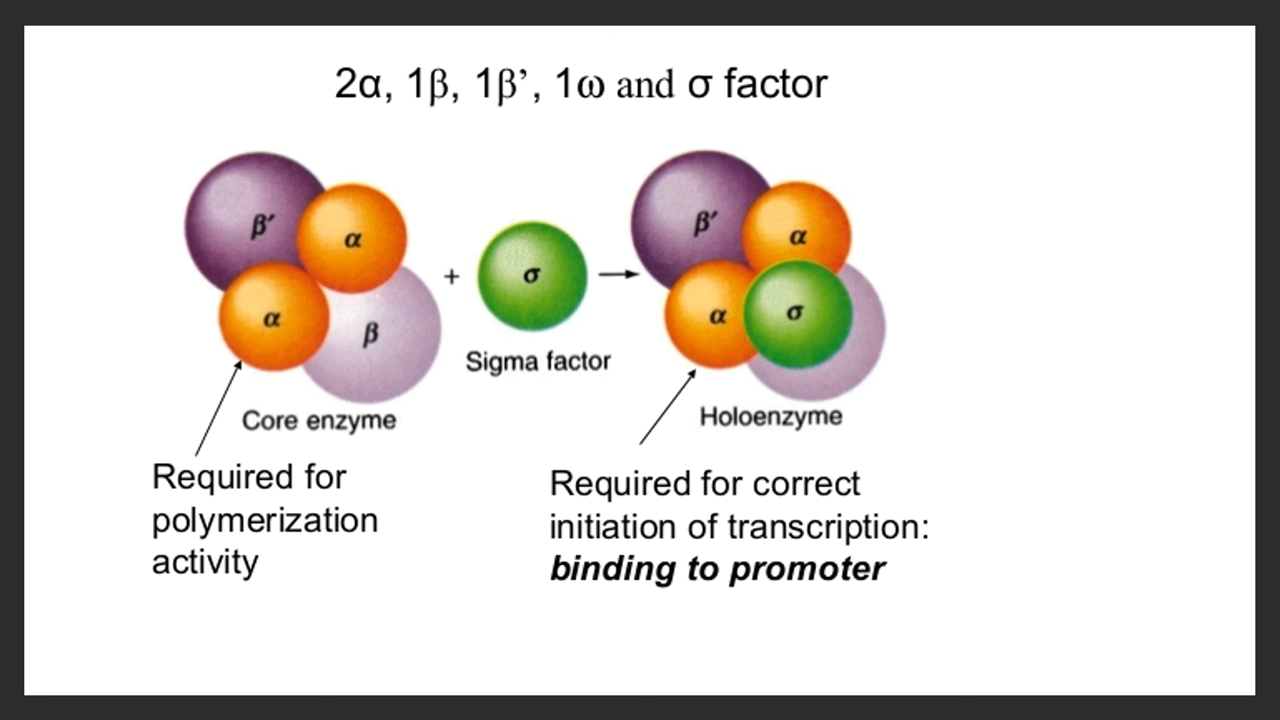 2α, 1β, 1β’, 1ω and σ factor
β′
α
α
β
Core enzyme
+
σ
Sigma factor
β′
α
α
σ
Holoenzyme
Required for
polymerization
activity
Required for correct
initiation of transcription:
binding to promoter